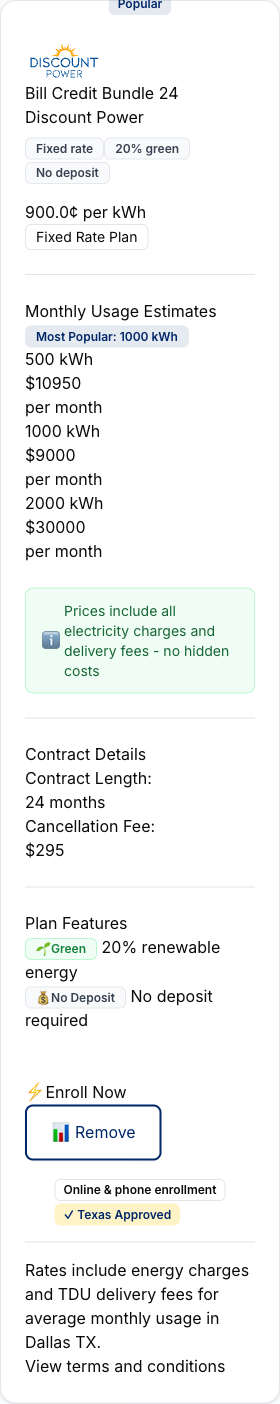 Popular
DISCOUNT
POWER
Bill Credit Bundle 24
Discount Power
Fixed rate 20% green
No deposit
900.0¢ per kWh
Fixed Rate Plan
Monthly Usage Estimates
Most Popular: 1000 kWh
500 kWh
$10950
per month
1000 kWh
$9000
per month
2000 kWh
$30000
per month
Prices include all
electricity charges and
delivery fees - no hidden
costs
Contract Details
Contract Length:
24 months
Cancellation Fee:
$295
Plan Features
🌱Green 20% renewable
energy
💰No Deposit No deposit
required
⚡Enroll Now
📊 Remove
Online & phone enrollment
✓ Texas Approved
Rates include energy charges
and TDU delivery fees for
average monthly usage in
Dallas TX.
View terms and conditions